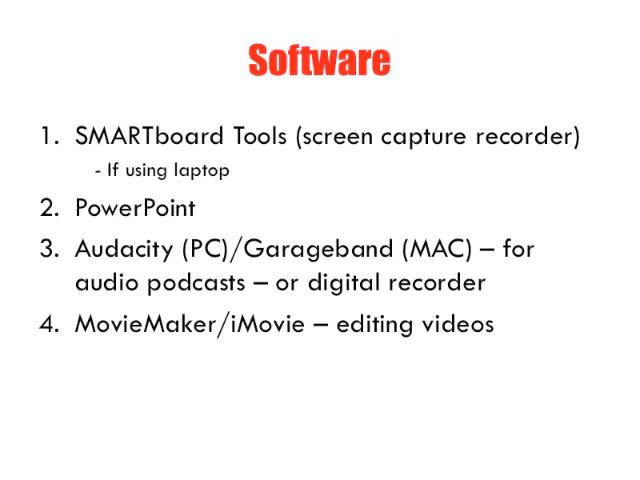 Software
1. SMARTboard Tools (screen capture recorder)
- If using laptop
2. PowerPoint
3. Audacity (PC)/Garageband (MAC) – for
audio podcasts – or digital recorder
4. MovieMaker/iMovie – editing videos